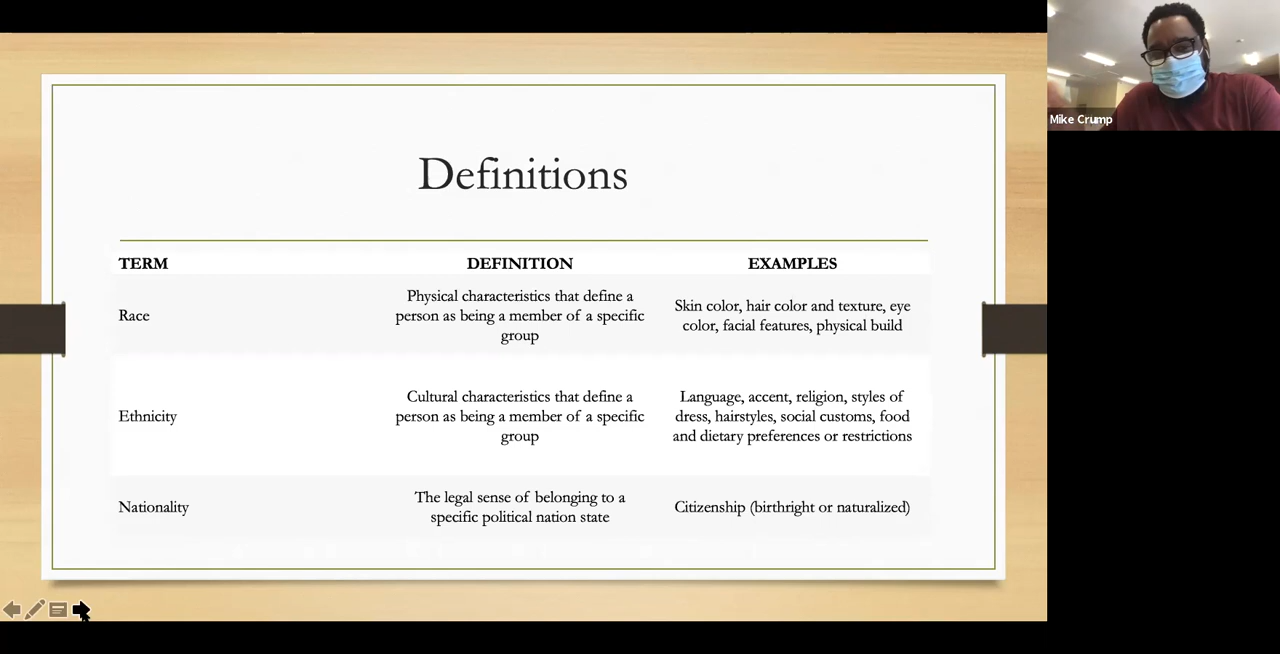 Definitions
TERM DEFINITION EXAMPLES
Race
Physical characteristics that define a
person as being a member of a specific
group
Skin color, hair color and texture, eye
color, facial features, physical build
Ethnicity
Cultural characteristics that define a
person as being a member of a specific
group
Language, accent, religion, styles of
dress, hairstyles, social customs, food
and dietary preferences or restrictions
Nationality
The legal sense of belonging to a
specific political nation state
Citizenship (birthright or naturalized)
Mike Crump